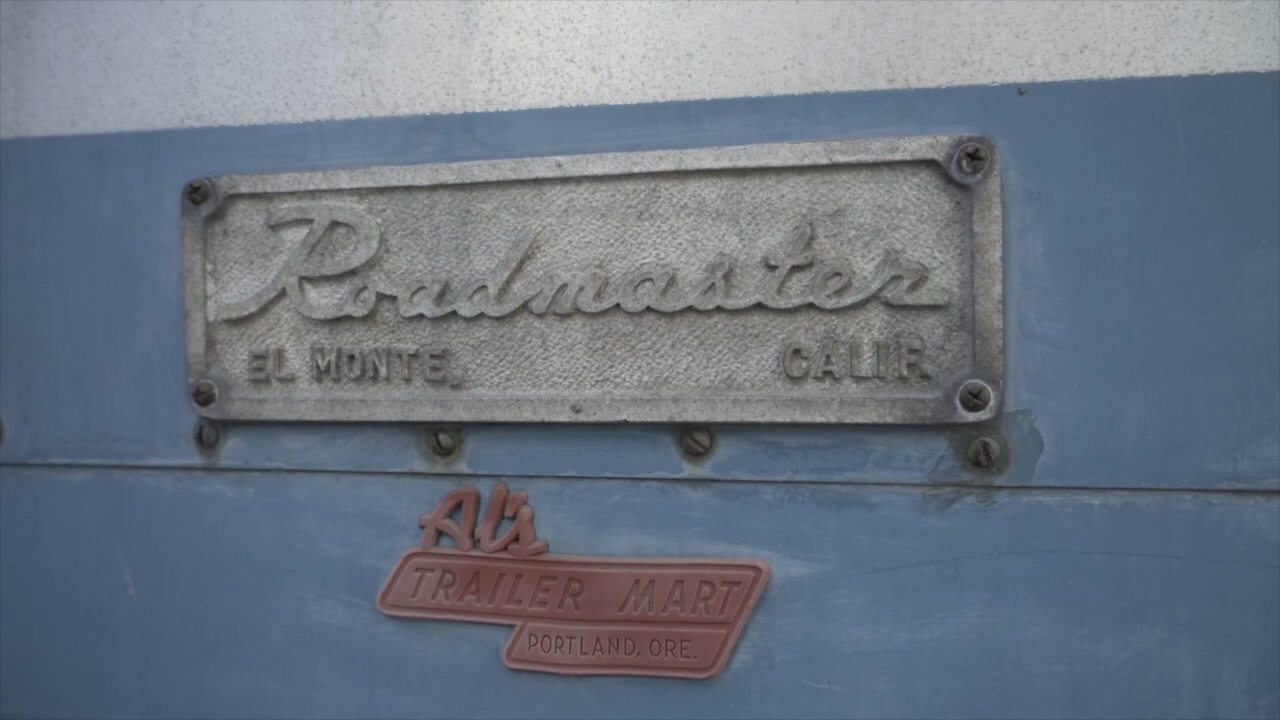 Roadmaster
EL MONTE, CALIF.
Al's
TRAILER MART
PORTLAND, ORE.